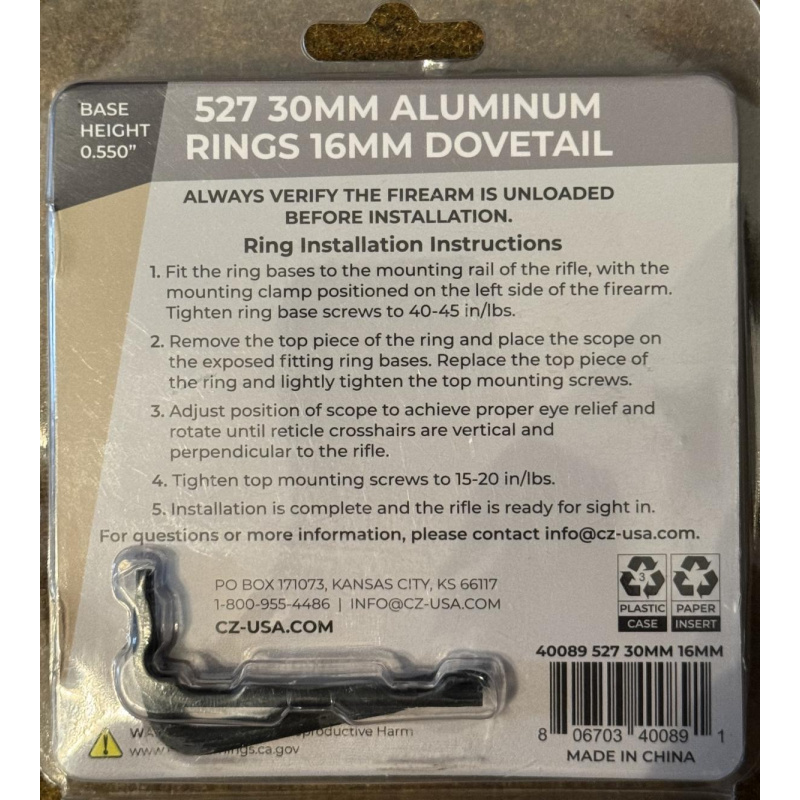 BASE
HEIGHT
0.550”
527 30MM ALUMINUM
RINGS 16MM DOVETAIL
ALWAYS VERIFY THE FIREARM IS UNLOADED
BEFORE INSTALLATION.
Ring Installation Instructions
1. Fit the ring bases to the mounting rail of the rifle, with the
mounting clamp positioned on the left side of the firearm.
Tighten ring base screws to 40-45 in/lbs.
2. Remove the top piece of the ring and place the scope on
the exposed fitting ring bases. Replace the top piece of
the ring and lightly tighten the top mounting screws.
3. Adjust position of scope to achieve proper eye relief and
rotate until reticle crosshairs are vertical and
perpendicular to the rifle.
4. Tighten top mounting screws to 15-20 in/lbs.
5. Installation is complete and the rifle is ready for sight in.
For questions or more information, please contact info@cz-usa.com.
PO BOX 171073, KANSAS CITY, KS 66117
1-800-955-4486 | INFO@CZ-USA.COM
CZ-USA.COM
3
PLASTIC PAPER
CASE INSERT
40089 527 30MM 16MM
8 06703 40089 1
MADE IN CHINA
Harm